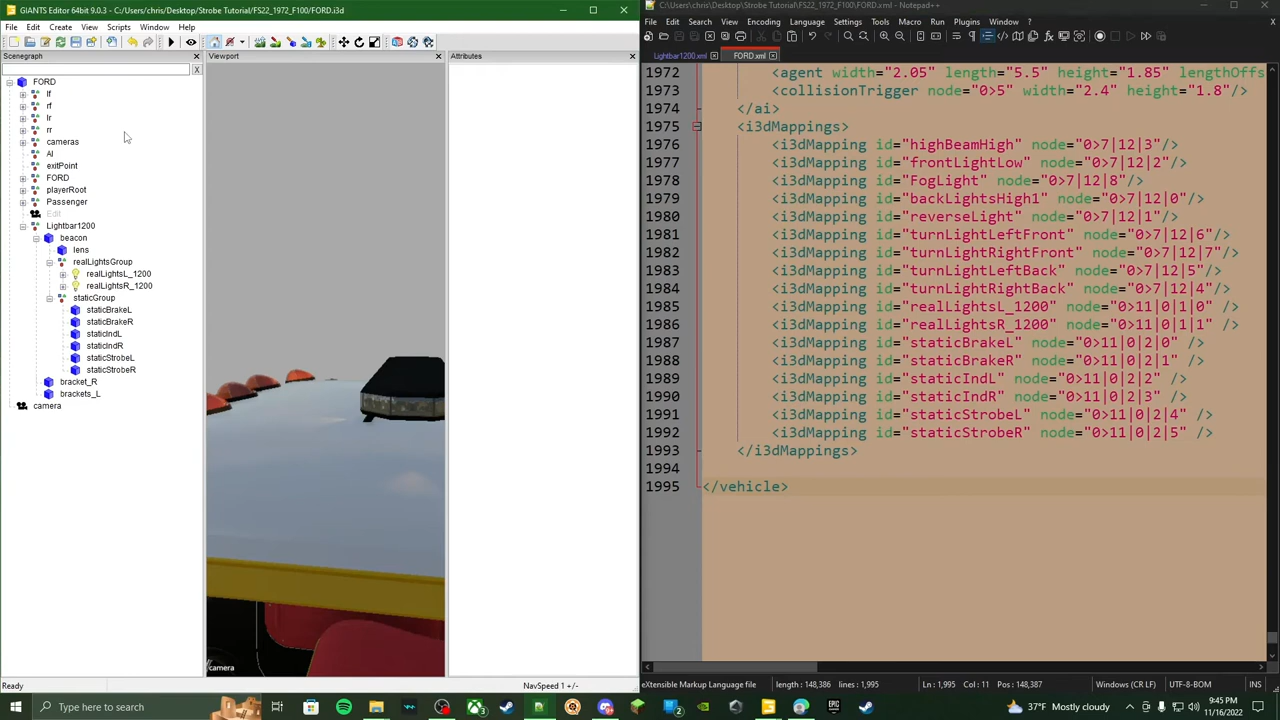 GIANTS Editor 64bit 9.0.3 - C:/Users/chris/Desktop/Strobe Tutorial/FS22_1972_F100/FORD.i3d
File Edit Create View Scripts Window Help
Scenegraph
X
FORD
lf
rf
lr
rr
cameras
AI
exitPoint
FORD
playerRoot
Passenger
Edit
Lightbar1200
beacon
lens
realLightsGroup
realLightsL_1200
realLightsR_1200
staticGroup
staticBrakeL
staticBrakeR
staticIndL
staticIndR
staticStrobeL
staticStrobeR
bracket_R
brackets_L
camera
Viewport
camera
Attributes
Ready
NavSpeed 1 +/-
C:\Users\chris\Desktop\Strobe Tutorial\FS22_1972_F100\FORD.xml - Notepad++
File Edit Search View Encoding Language Settings Tools Macro Run Plugins Window ?
Lightbar1200.xml FORD.xml
1972 <agent width="2.05" length="5.5" height="1.85" lengthOffs
1973 <collisionTrigger node="0>5" width="2.4" height="1.8"/>
1974 </ai>
1975 <i3dMappings>
1976 <i3dMapping id="highBeamHigh" node="0>7|12|3"/>
1977 <i3dMapping id="frontLightLow" node="0>7|12|2"/>
1978 <i3dMapping id="FogLight" node="0>7|12|8"/>
1979 <i3dMapping id="backLightsHigh1" node="0>7|12|0"/>
1980 <i3dMapping id="reverseLight" node="0>7|12|1"/>
1981 <i3dMapping id="turnLightLeftFront" node="0>7|12|6"/>
1982 <i3dMapping id="turnLightRightFront" node="0>7|12|7"/>
1983 <i3dMapping id="turnLightLeftBack" node="0>7|12|5"/>
1984 <i3dMapping id="turnLightRightBack" node="0>7|12|4"/>
1985 <i3dMapping id="realLightsL_1200" node="0>11|0|1|0" />
1986 <i3dMapping id="realLightsR_1200" node="0>11|0|1|1" />
1987 <i3dMapping id="staticBrakeL" node="0>11|0|2|0" />
1988 <i3dMapping id="staticBrakeR" node="0>11|0|2|1" />
1989 <i3dMapping id="staticIndL" node="0>11|0|2|2" />
1990 <i3dMapping id="staticIndR" node="0>11|0|2|3" />
1991 <i3dMapping id="staticStrobeL" node="0>11|0|2|4" />
1992 <i3dMapping id="staticStrobeR" node="0>11|0|2|5" />
1993 </i3dMappings>
1994
1995 </vehicle>
eXtensible Markup Language file length : 148,386 lines : 1,995 Ln : 1,995 Col : 11 Pos : 148,387 Windows (CR LF) UTF-8-BOM INS
Type here to search
EPIC
37°F Mostly cloudy
9:45 PM
11/16/2022